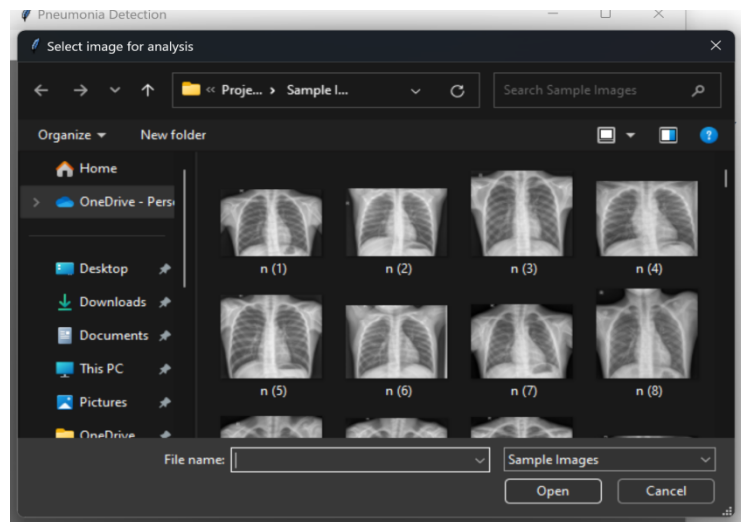 Pneumonia Detection
Select image for analysis
« Proje... › Sample I...
Search Sample Images
Organize
New folder
Home
OneDrive - Pers
Desktop
Downloads
Documents
This PC
Pictures
OneDrive
n (1)
n (2)
n (3)
n (4)
n (5)
n (6)
n (7)
n (8)
File name:
Sample Images
Open
Cancel